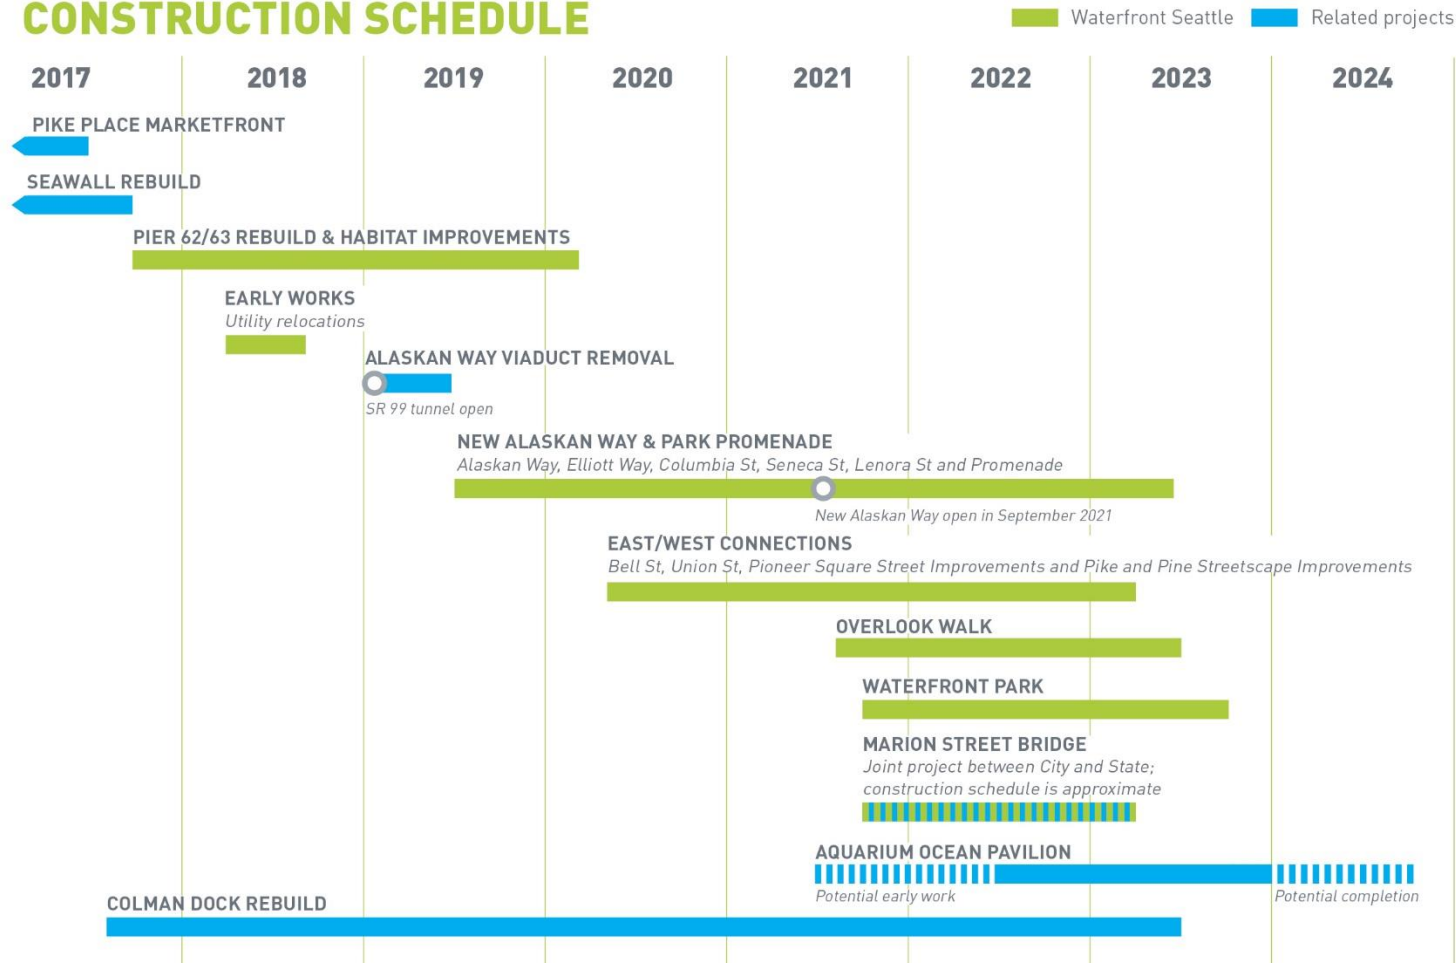 CONSTRUCTION SCHEDULE
Waterfront Seattle
Related projects
2017
2018
2019
2020
2021
2022
2023
2024
PIKE PLACE MARKETFRONT
SEAWALL REBUILD
PIER 62/63 REBUILD & HABITAT IMPROVEMENTS
EARLY WORKS
Utility relocations
ALASKAN WAY VIADUCT REMOVAL
SR 99 tunnel open
NEW ALASKAN WAY & PARK PROMENADE
Alaskan Way, Elliott Way, Columbia St, Seneca St, Lenora St and Promenade
New Alaskan Way open in September 2021
EAST/WEST CONNECTIONS
Bell St, Union St, Pioneer Square Street Improvements and Pike and Pine Streetscape Improvements
OVERLOOK WALK
WATERFRONT PARK
MARION STREET BRIDGE
Joint project between City and State;
construction schedule is approximate
AQUARIUM OCEAN PAVILION
Potential early work
Potential completion
COLMAN DOCK REBUILD